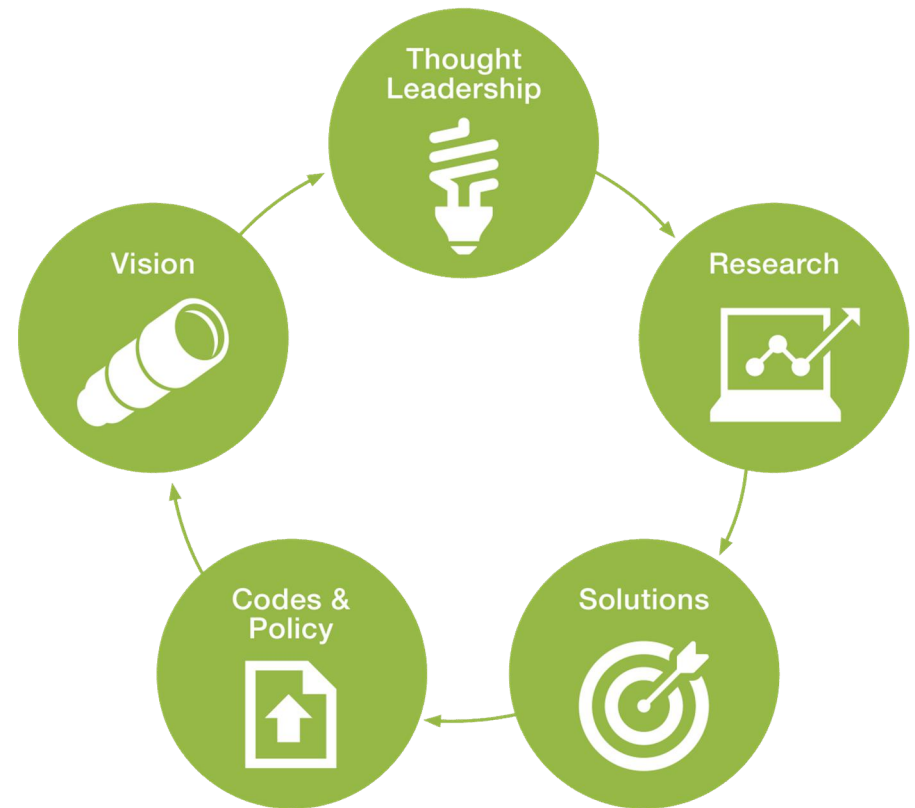 Thought
Leadership
Research
Solutions
Codes &
Policy
Vision